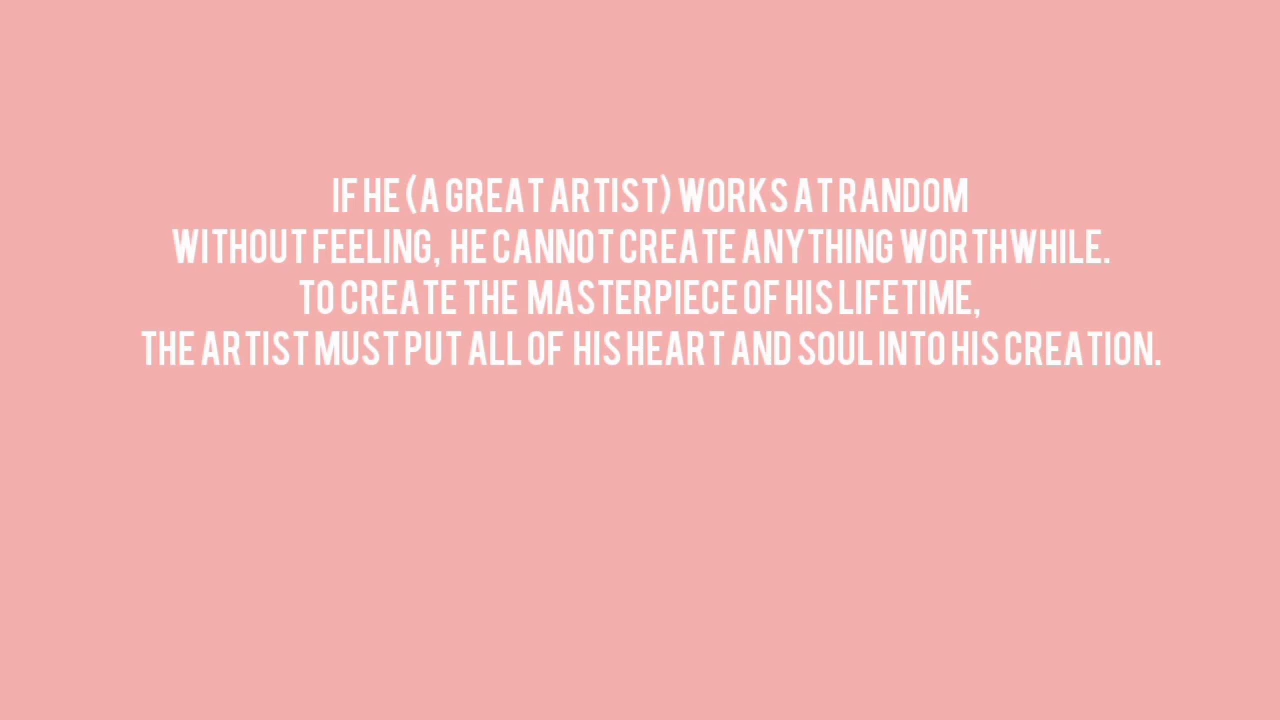 IF HE (A GREAT ARTIST) WORKS AT RANDOM
WITHOUT FEELING, HE CANNOT CREATE ANYTHING WORTHWHILE.
TO CREATE THE MASTERPIECE OF HIS LIFETIME,
THE ARTIST MUST PUT ALL OF HIS HEART AND SOUL INTO HIS CREATION.